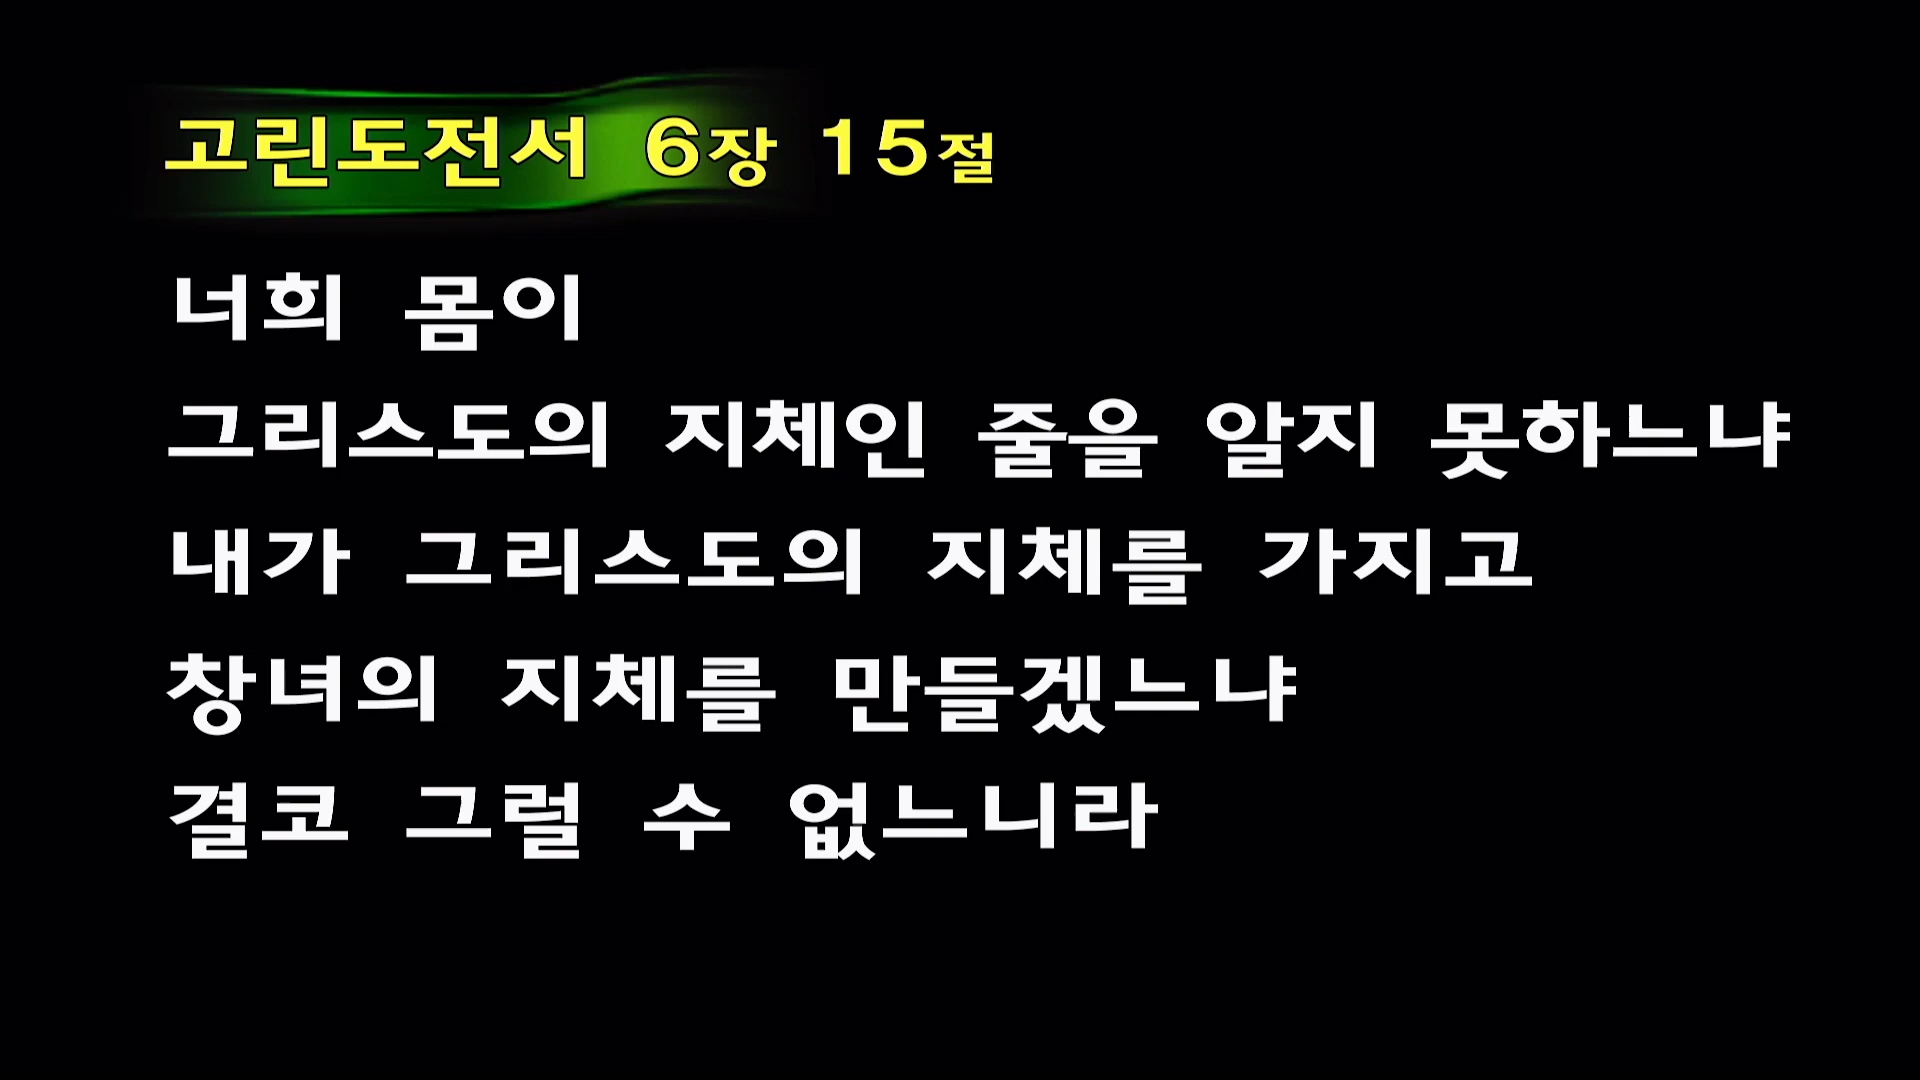 고린도전서 6장 15절
너희 몸이
그리스도의 지체인 줄을 알지 못하느냐
내가 그리스도의 지체를 가지고
창녀의 지체를 만들겠느냐
결코 그럴 수 없느니라